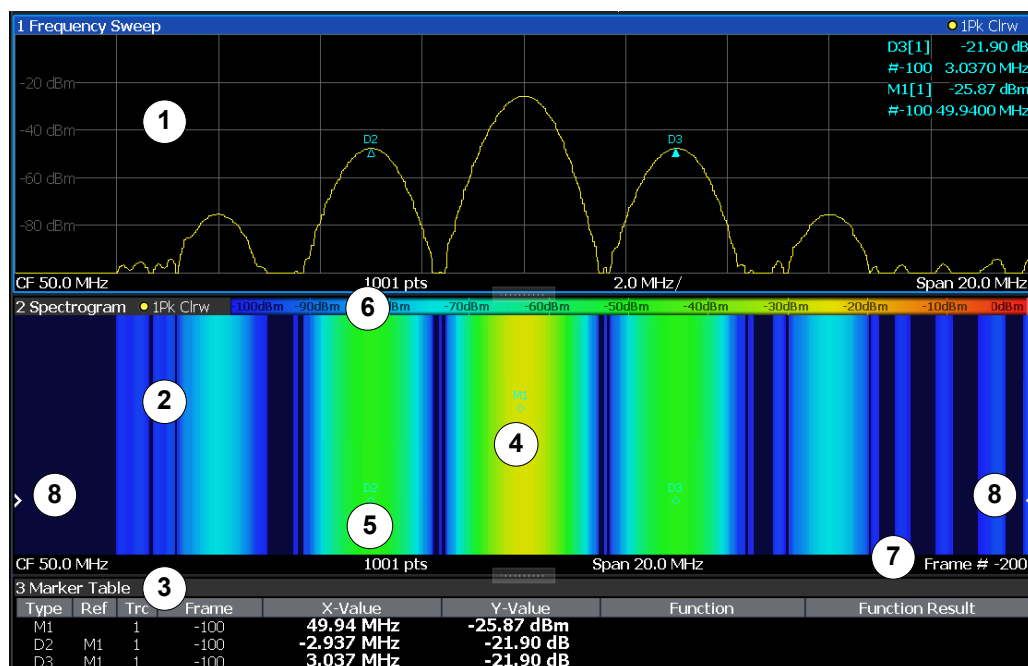 1 Frequency Sweep
1Pk Clrw
D3[1] -21.90 dB
#-100 3.0370 MHz
M1[1] -25.87 dBm
#-100 49.9400 MHz
-20 dBm
-40 dBm
-60 dBm
-80 dBm
D2
D3
1
CF 50.0 MHz 1001 pts 2.0 MHz/ Span 20.0 MHz
2 Spectrogram 1Pk Clrw -100dBm -90dBm dBm -70dBm -60dBm -50dBm -40dBm -30dBm -20dBm -10dBm 0dBm
6
M1
2
4
D2
D3
8
8
5
7
CF 50.0 MHz 1001 pts Span 20.0 MHz Frame # -200
3 Marker Table
3
Type Ref Trc Frame X-Value Y-Value Function Function Result
M1 1 -100 49.94 MHz -25.87 dBm
D2 M1 1 -100 -2.937 MHz -21.90 dB
D3 M1 1 -100 3.037 MHz -21.90 dB